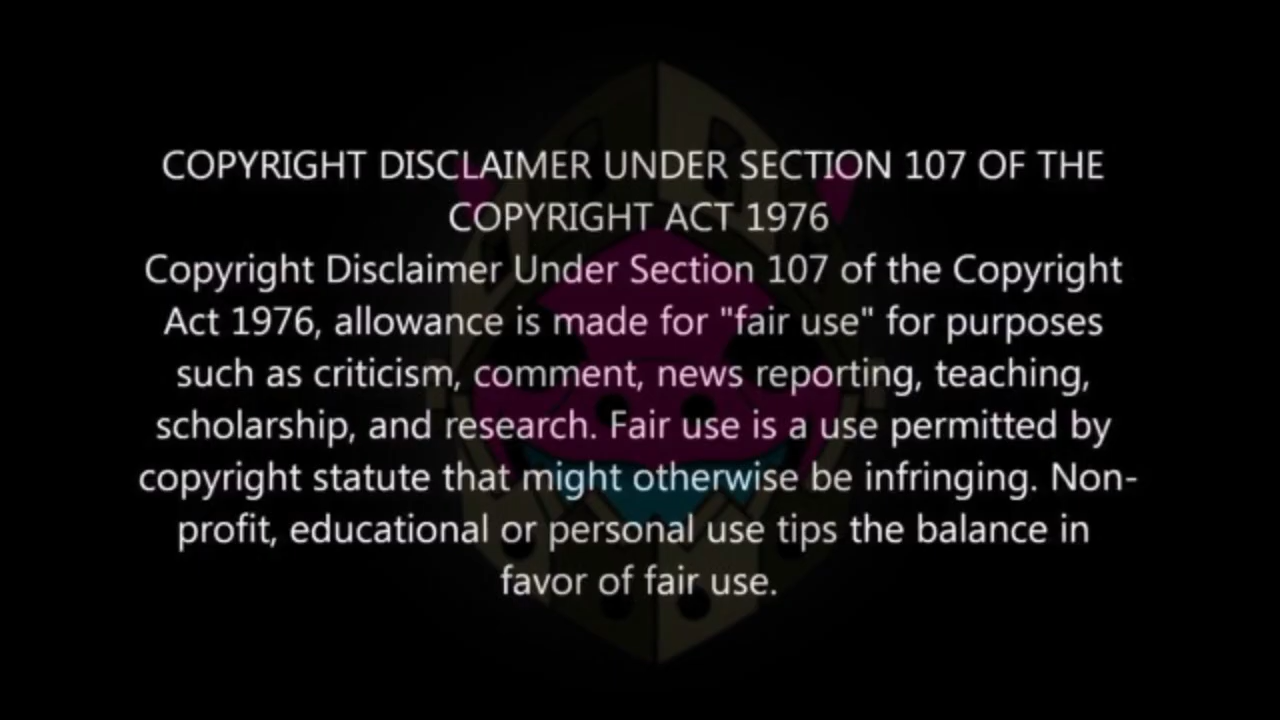 COPYRIGHT DISCLAIMER UNDER SECTION 107 OF THE
COPYRIGHT ACT 1976
Copyright Disclaimer Under Section 107 of the Copyright
Act 1976, allowance is made for "fair use" for purposes
such as criticism, comment, news reporting, teaching,
scholarship, and research. Fair use is a use permitted by
copyright statute that might otherwise be infringing. Non-
profit, educational or personal use tips the balance in
favor of fair use.